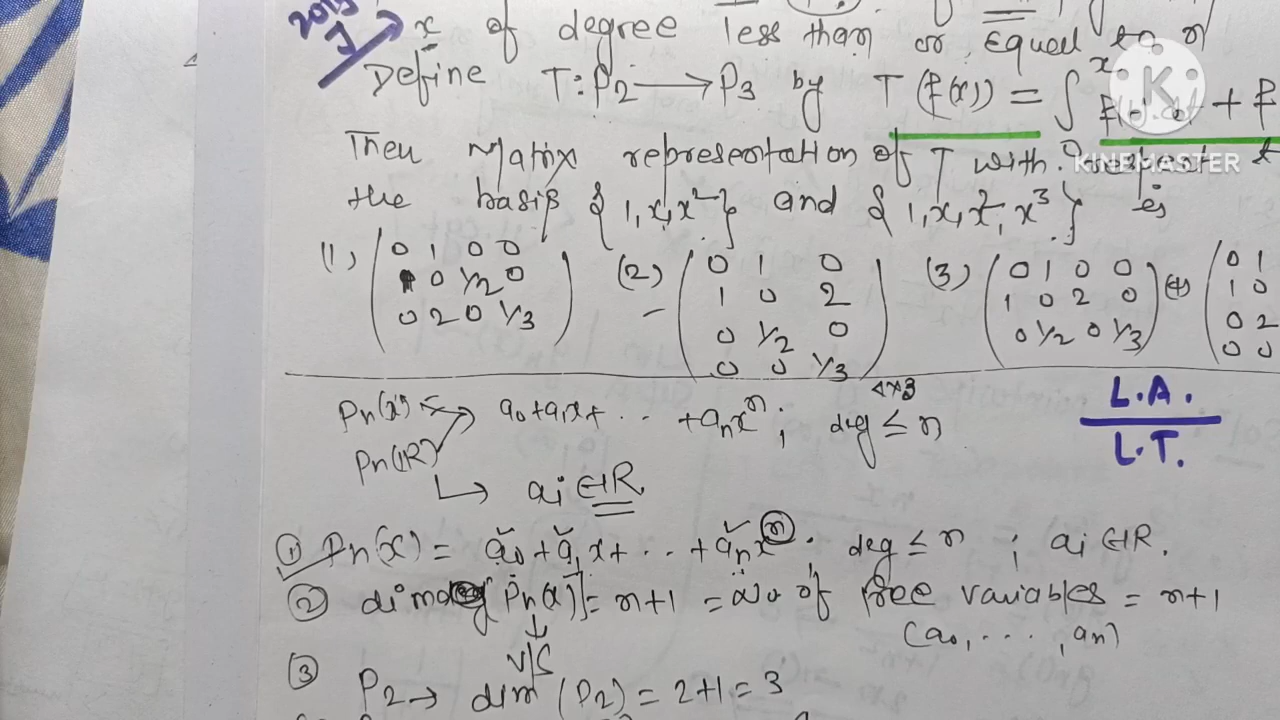 2013
J
x of degree less than or Equal to n
Define T: P2 → P3 by T (f(x)) = ∫ f(t) dt + f
x
0
KINEMASTER
Then Matrix representation of T with respect t
the basis {1, x, x²} and {1, x, x², x³} is
(1) (0 1 0 0
1 0 1/2 0
0 2 0 1/3)
(2) (0 1 0
1 0 2
0 1/2 0
0 0 1/3)
4×3
(3) (0 1 0 0
1 0 2 0
0 1/2 0 1/3)
(4) (0 1
1 0
0 2
0 0
Pn(x) → a0 + a1x + .. + anxⁿ ; deg ≤ n
Pn(IR)
↳ ai ∈ IR.
L.A.
L.T.
① Pn(x) = a0 + a1x + .. + anxⁿ. deg ≤ n ; ai ∈ IR.
② dim [Pn(x)] = n+1 = No of free variables = n+1
(a0, ...., an)
↓
V/S
③ P2 → dim (P2) = 2+1 = 3